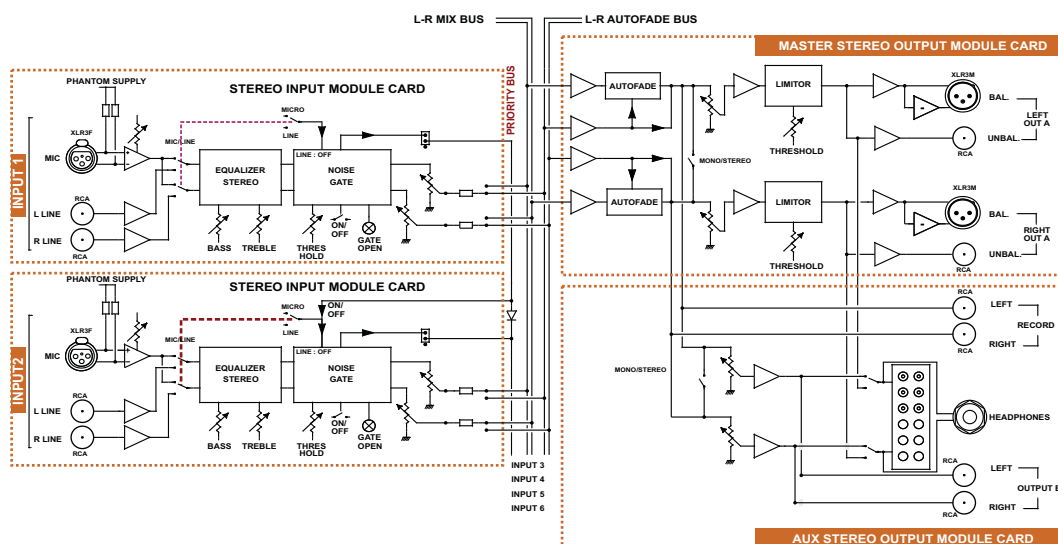 L-R MIX BUS
L-R AUTOFADE BUS
MASTER STEREO OUTPUT MODULE CARD
PRIORITY BUS
PHANTOM SUPPLY
STEREO INPUT MODULE CARD
INPUT 1
XLR3F
MIC
MIC/LINE
MICRO
LINE
LINE : OFF
EQUALIZER
STEREO
NOISE
GATE
RCA
L LINE
R LINE
RCA
BASS
TREBLE
THRES
HOLD
ON/
OFF
GATE
OPEN
AUTOFADE
LIMITOR
THRESHOLD
XLR3M
BAL.
LEFT
OUT A
UNBAL.
RCA
MONO/STEREO
AUTOFADE
LIMITOR
THRESHOLD
XLR3M
BAL.
RIGHT
OUT A
UNBAL.
RCA
PHANTOM SUPPLY
STEREO INPUT MODULE CARD
INPUT2
XLR3F
MIC
MIC/LINE
MICRO
ON/
OFF
LINE
LINE : OFF
EQUALIZER
STEREO
NOISE
GATE
RCA
L LINE
R LINE
RCA
BASS
TREBLE
THRES
HOLD
ON/
OFF
GATE
OPEN
INPUT 3
INPUT 4
INPUT 5
INPUT 6
RCA
LEFT
RECORD
RIGHT
RCA
MONO/STEREO
HEADPHONES
RCA
LEFT
OUTPUT B
RIGHT
RCA
AUX STEREO OUTPUT MODULE CARD